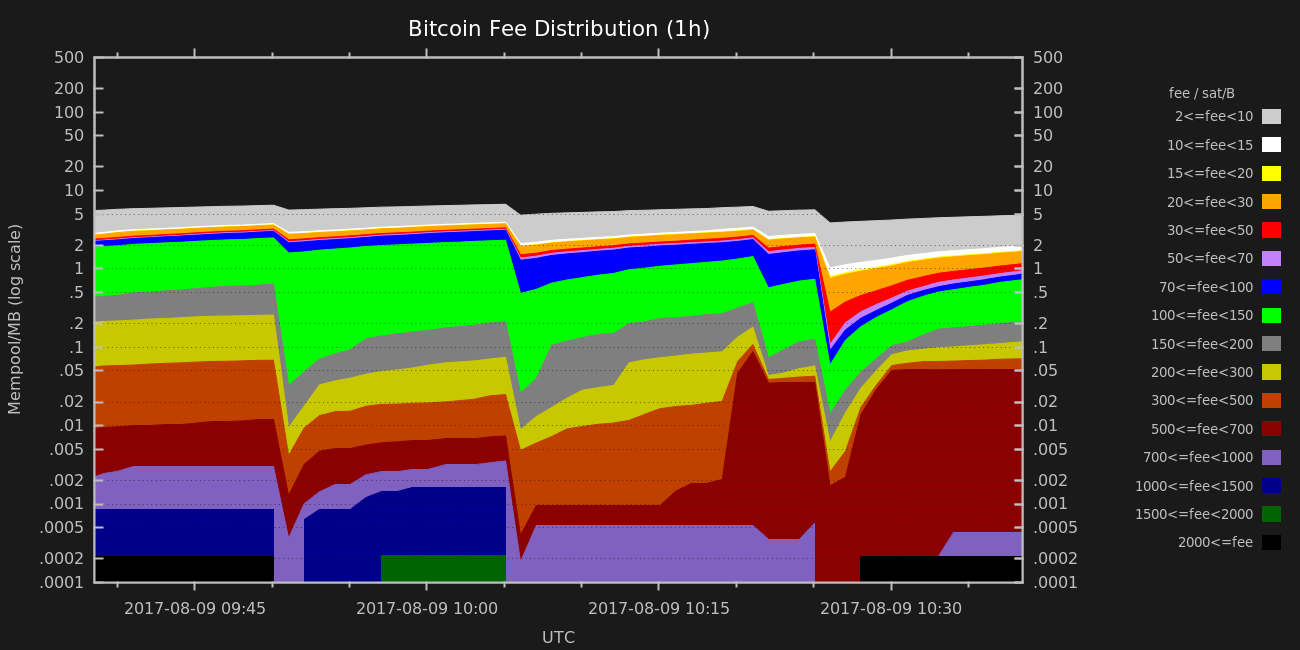 Bitcoin Fee Distribution (1h)
Mempool/MB (log scale)
500
200
100
50
20
10
5
2
1
.5
.2
.1
.05
.02
.01
.005
.002
.001
.0005
.0002
.0001
500
200
100
50
20
10
5
2
1
.5
.2
.1
.05
.02
.01
.005
.002
.001
.0005
.0002
.0001
2017-08-09 09:45
2017-08-09 10:00
2017-08-09 10:15
2017-08-09 10:30
UTC
fee / sat/B
2<=fee<10
10<=fee<15
15<=fee<20
20<=fee<30
30<=fee<50
50<=fee<70
70<=fee<100
100<=fee<150
150<=fee<200
200<=fee<300
300<=fee<500
500<=fee<700
700<=fee<1000
1000<=fee<1500
1500<=fee<2000
2000<=fee